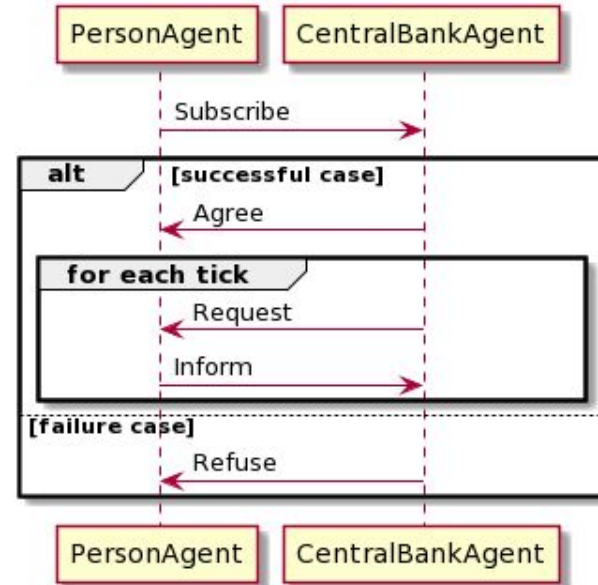 PersonAgent CentralBankAgent
Subscribe
alt [successful case]
Agree
for each tick
Request
Inform
[failure case]
Refuse
PersonAgent CentralBankAgent